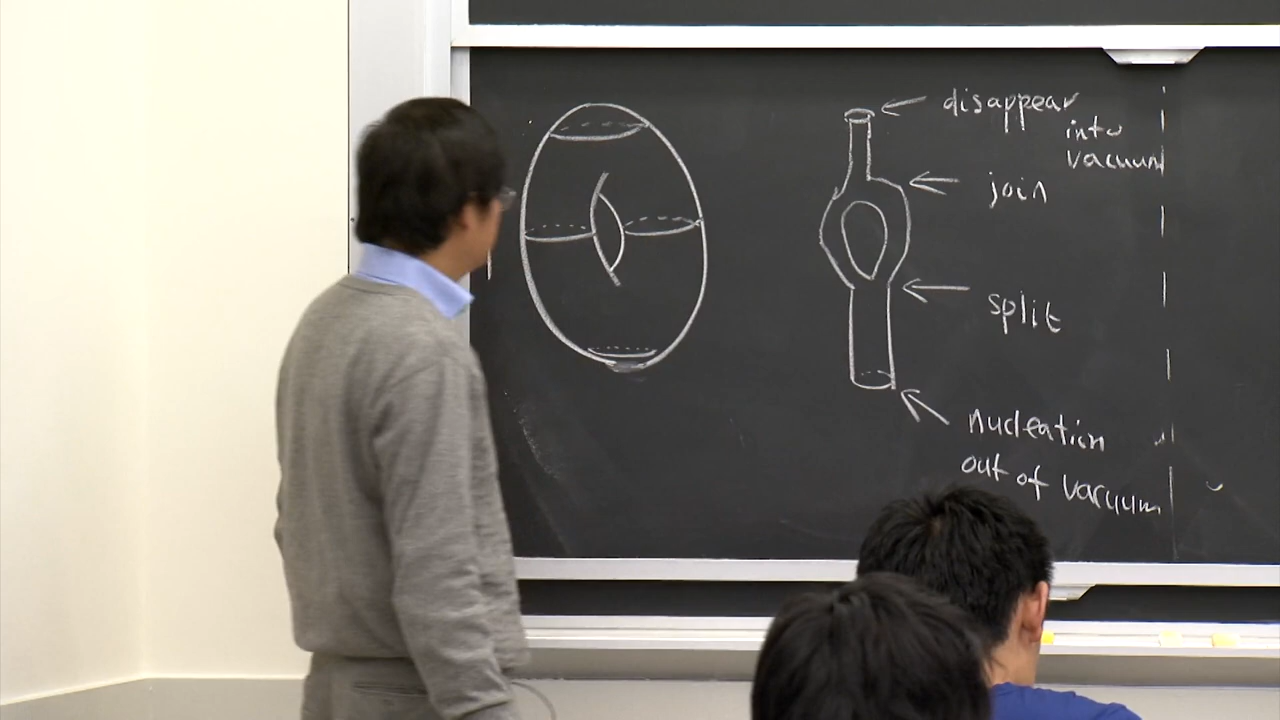 disappear
into
vacuum
join
split
nucleation
out of vacuum